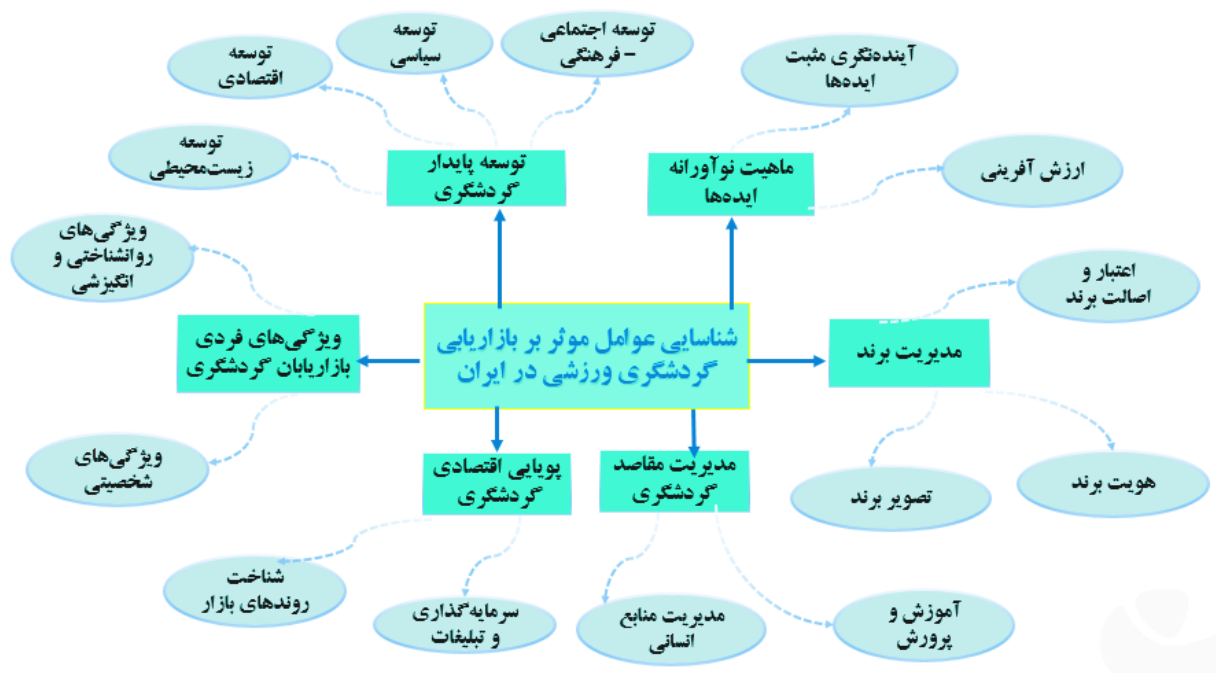 توسعه اجتماعی
– فرهنگی
توسعه
سیاسی
توسعه
اقتصادی
توسعه
زیست‌محیطی
توسعه پایدار
گردشگری
آینده‌نگری مثبت
ایده‌ها
ارزش آفرینی
ماهیت نوآورانه
ایده‌ها
اعتبار و
اصالت برند
مدیریت برند
هویت برند
تصویر برند
شناسایی عوامل موثر بر بازاریابی
گردشگری ورزشی در ایران
ویژگی‌های
روانشناختی و
انگیزشی
ویژگی‌های فردی
بازاریابان گردشگری
ویژگی‌های
شخصیتی
مدیریت مقاصد
گردشگری
پویایی اقتصادی
گردشگری
آموزش و
پرورش
مدیریت منابع
انسانی
سرمایه‌گذاری
و تبلیغات
شناخت
روندهای بازار